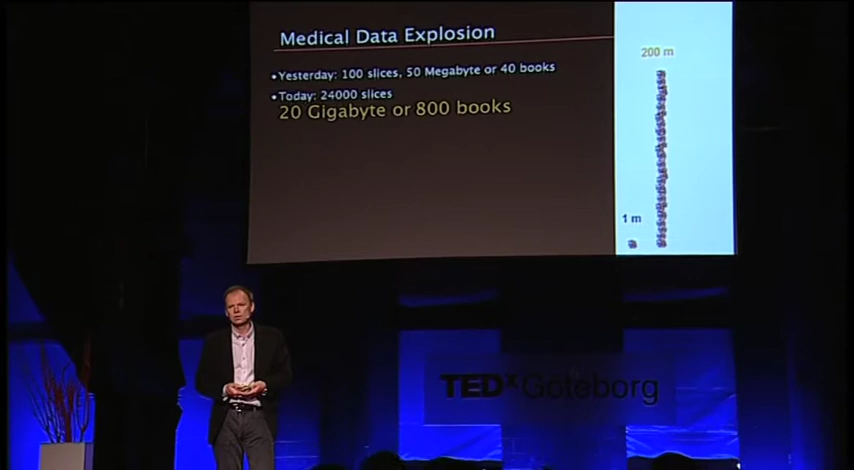 Medical Data Explosion
•Yesterday: 100 slices, 50 Megabyte or 40 books
•Today: 24000 slices
20 Gigabyte or 800 books
200 m
1 m
TEDxGöteborg